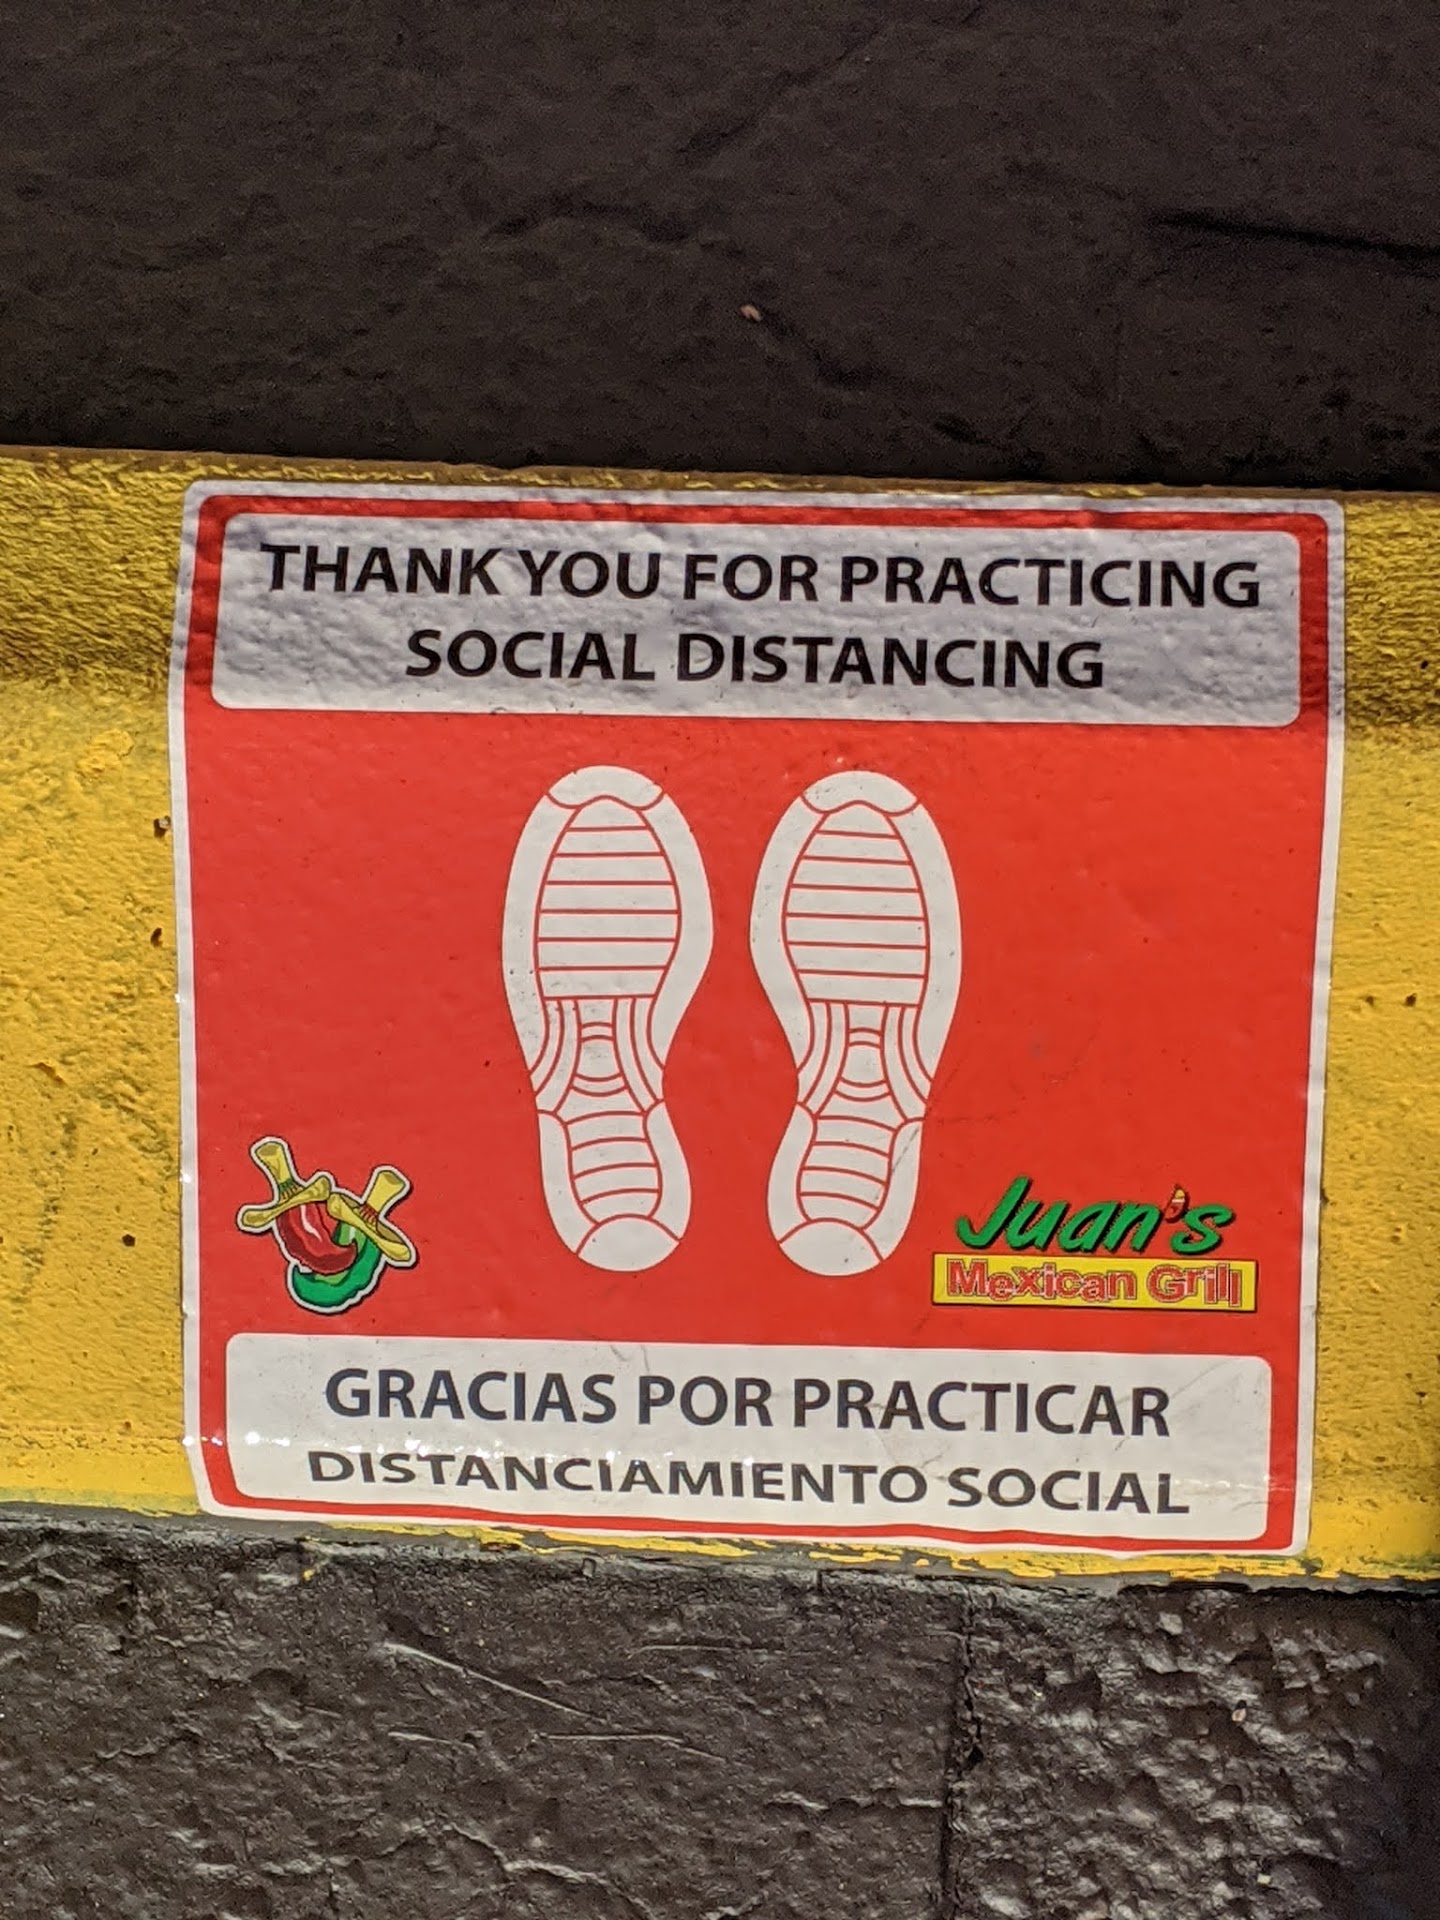 THANK YOU FOR PRACTICING
SOCIAL DISTANCING
Juan's
Mexican Grill
GRACIAS POR PRACTICAR
DISTANCIAMIENTO SOCIAL